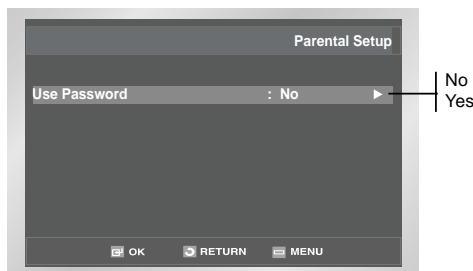 Parental Setup
Use Password : No ►
No
Yes
OK RETURN MENU